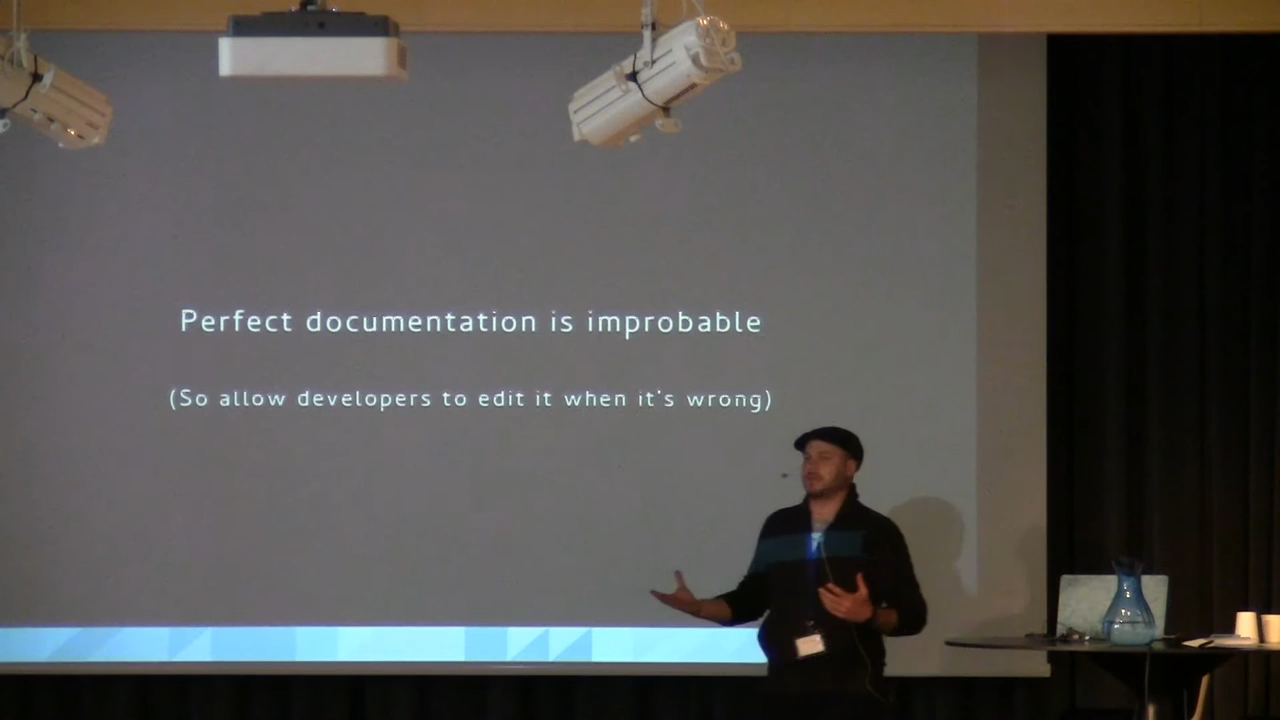 Perfect documentation is improbable
(So allow developers to edit it when it's wrong)